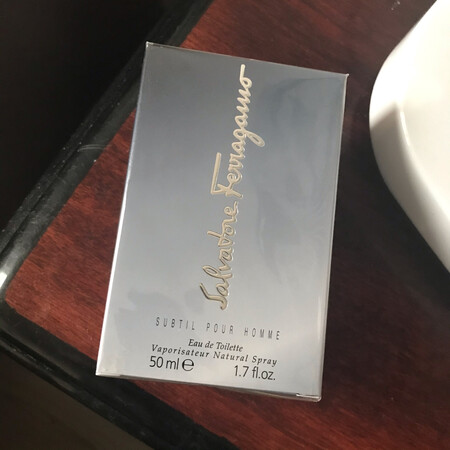 Salvatore Ferragamo
SUBTIL POUR HOMME
Eau de Toilette
Vaporisateur Natural Spray
50 ml e 1.7 fl.oz.